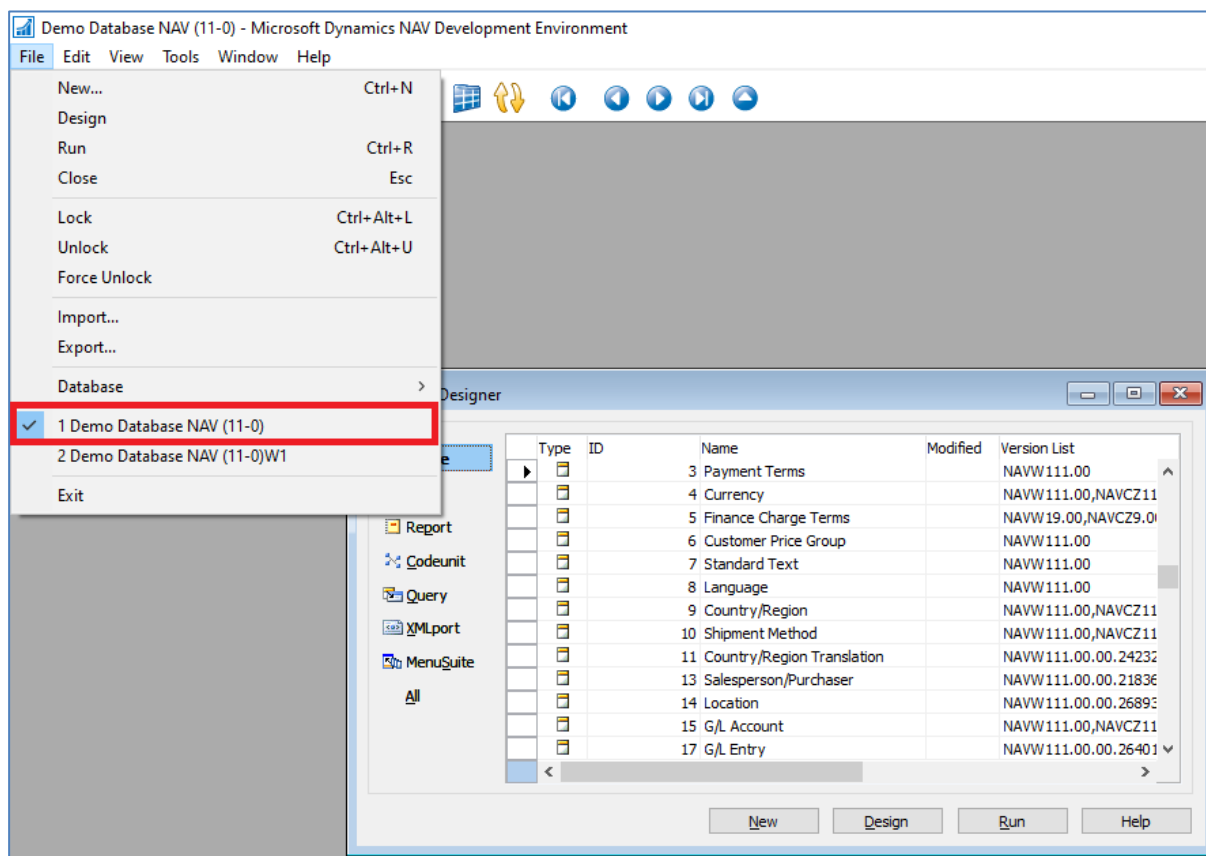 Demo Database NAV (11-0) - Microsoft Dynamics NAV Development Environment
File Edit View Tools Window Help
New... Ctrl+N
Design
Run Ctrl+R
Close Esc
Lock Ctrl+Alt+L
Unlock Ctrl+Alt+U
Force Unlock
Import...
Export...
Database
1 Demo Database NAV (11-0)
2 Demo Database NAV (11-0)W1
Exit
Designer
Report
Codeunit
Query
XMLport
MenuSuite
All
Type ID Name Modified Version List
3 Payment Terms NAVW111.00
4 Currency NAVW111.00,NAVCZ11
5 Finance Charge Terms NAVW19.00,NAVCZ9.0
6 Customer Price Group NAVW111.00
7 Standard Text NAVW111.00
8 Language NAVW111.00
9 Country/Region NAVW111.00,NAVCZ11
10 Shipment Method NAVW111.00,NAVCZ11
11 Country/Region Translation NAVW111.00.00.24232
13 Salesperson/Purchaser NAVW111.00.00.21836
14 Location NAVW111.00.00.26893
15 G/L Account NAVW111.00,NAVCZ11
17 G/L Entry NAVW111.00.00.26401
New Design Run Help